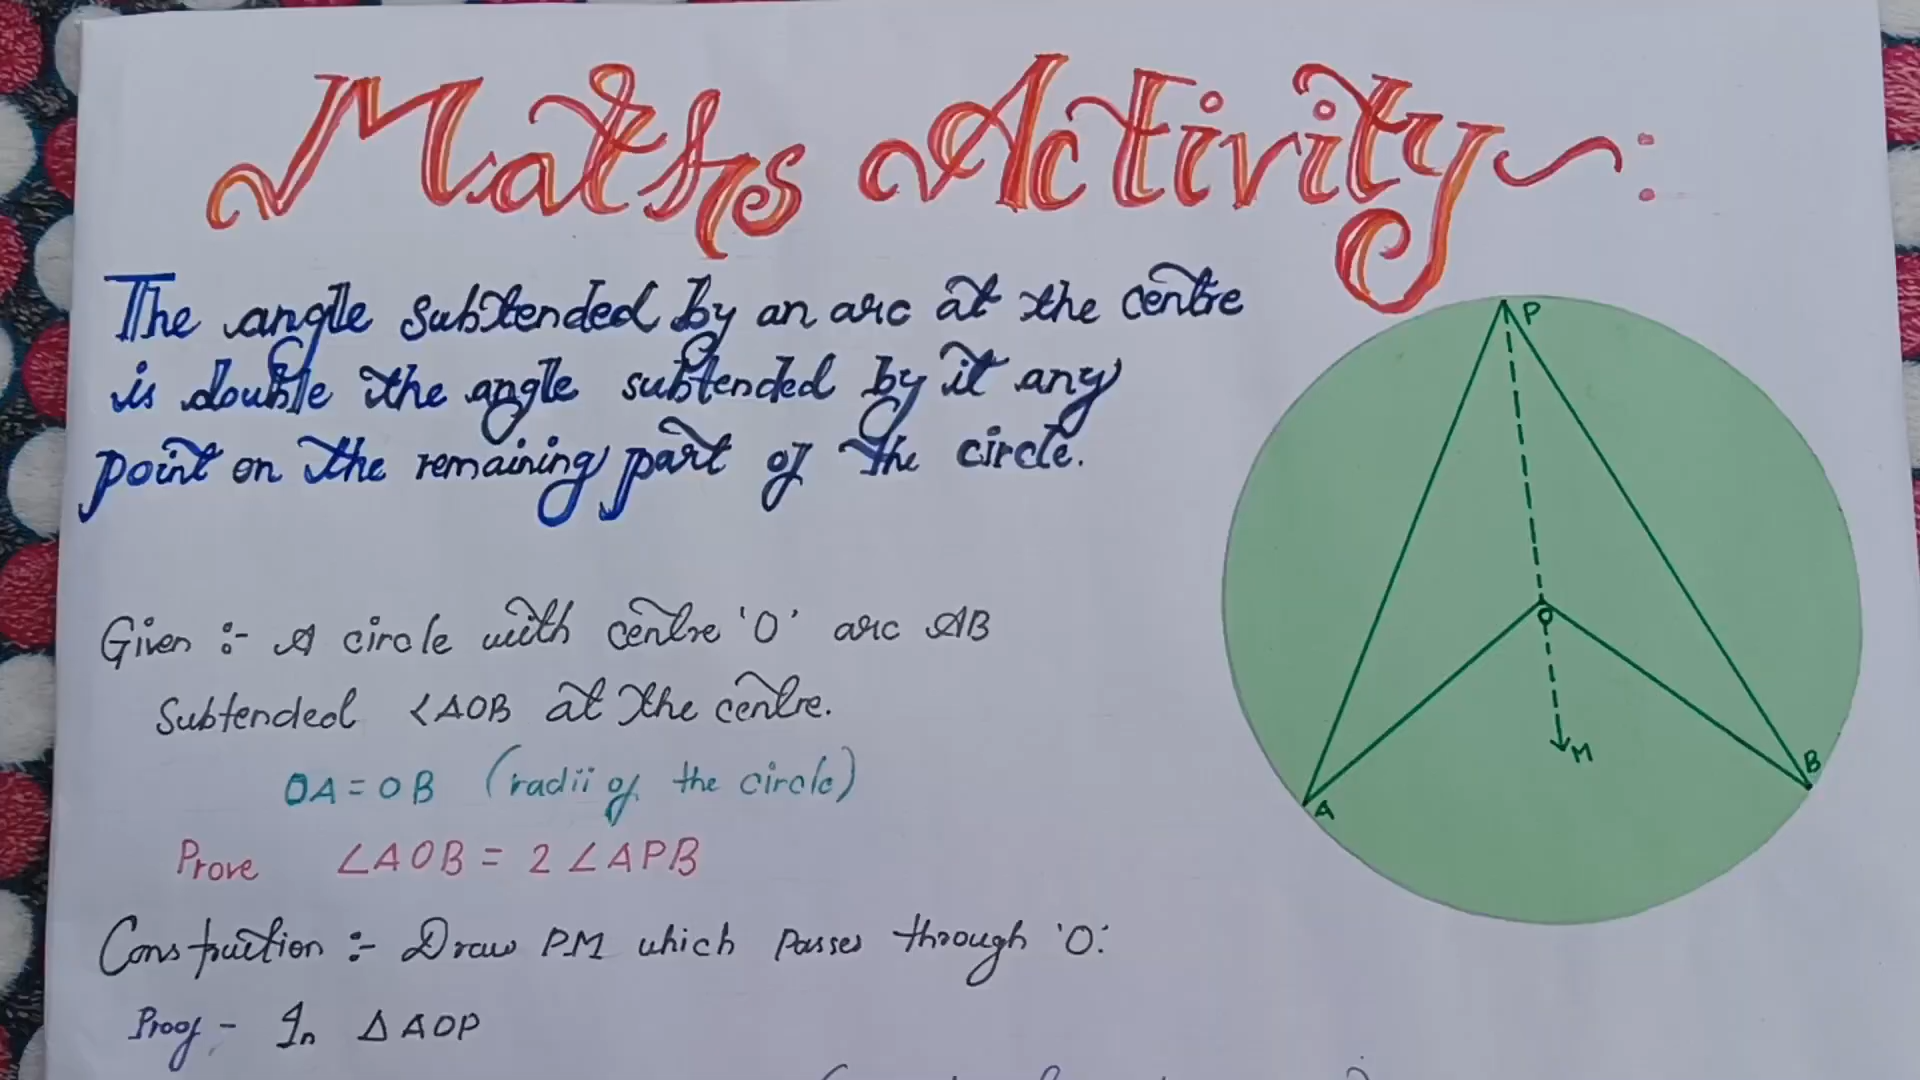 Maths Activity ~:
The angle subtended by an arc at the centre
is double the angle subtended by it any
point on the remaining part of the circle.
Given :- A circle with centre 'O' arc AB
Subtended ∠AOB at the centre.
OA = OB (radii of the circle)
Prove ∠AOB = 2 ∠APB
Construction :- Draw PM which Passes through 'O'.
Proof - In Δ AOP
P
O
M
A
B